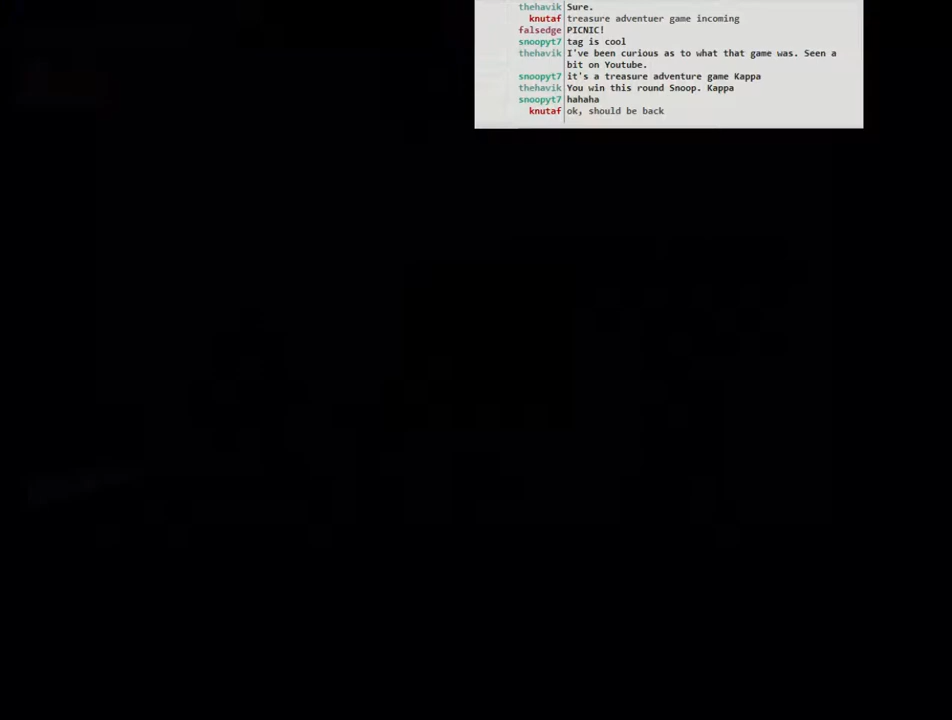 thehavik Sure.
knutaf treasure adventuer game incoming
falsedge PICNIC!
snoopyt7 tag is cool
thehavik I've been curious as to what that game was. Seen a
bit on Youtube.
snoopyt7 it's a treasure adventure game Kappa
thehavik You win this round Snoop. Kappa
snoopyt7 hahaha
knutaf ok, should be back